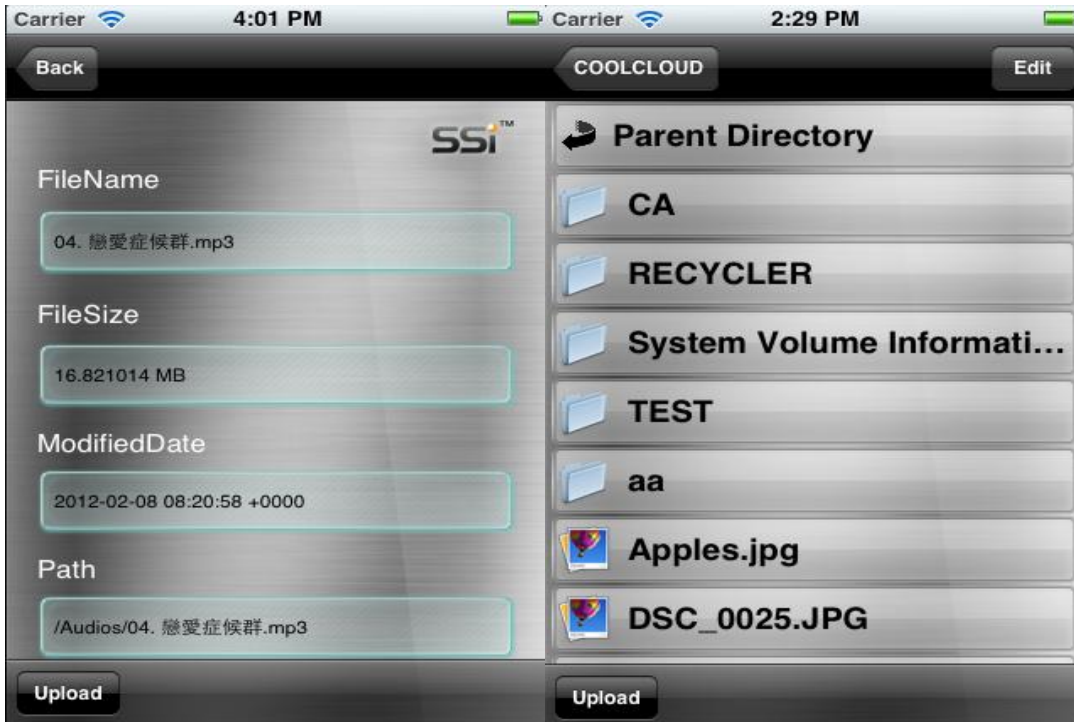 Carrier 4:01 PM
Back
SSi™
FileName
04. 戀愛症候群.mp3
FileSize
16.821014 MB
ModifiedDate
2012-02-08 08:20:58 +0000
Path
/Audios/04. 戀愛症候群.mp3
Upload
Carrier 2:29 PM
COOLCLOUD Edit
Parent Directory
CA
RECYCLER
System Volume Informati...
TEST
aa
Apples.jpg
DSC_0025.JPG
Upload